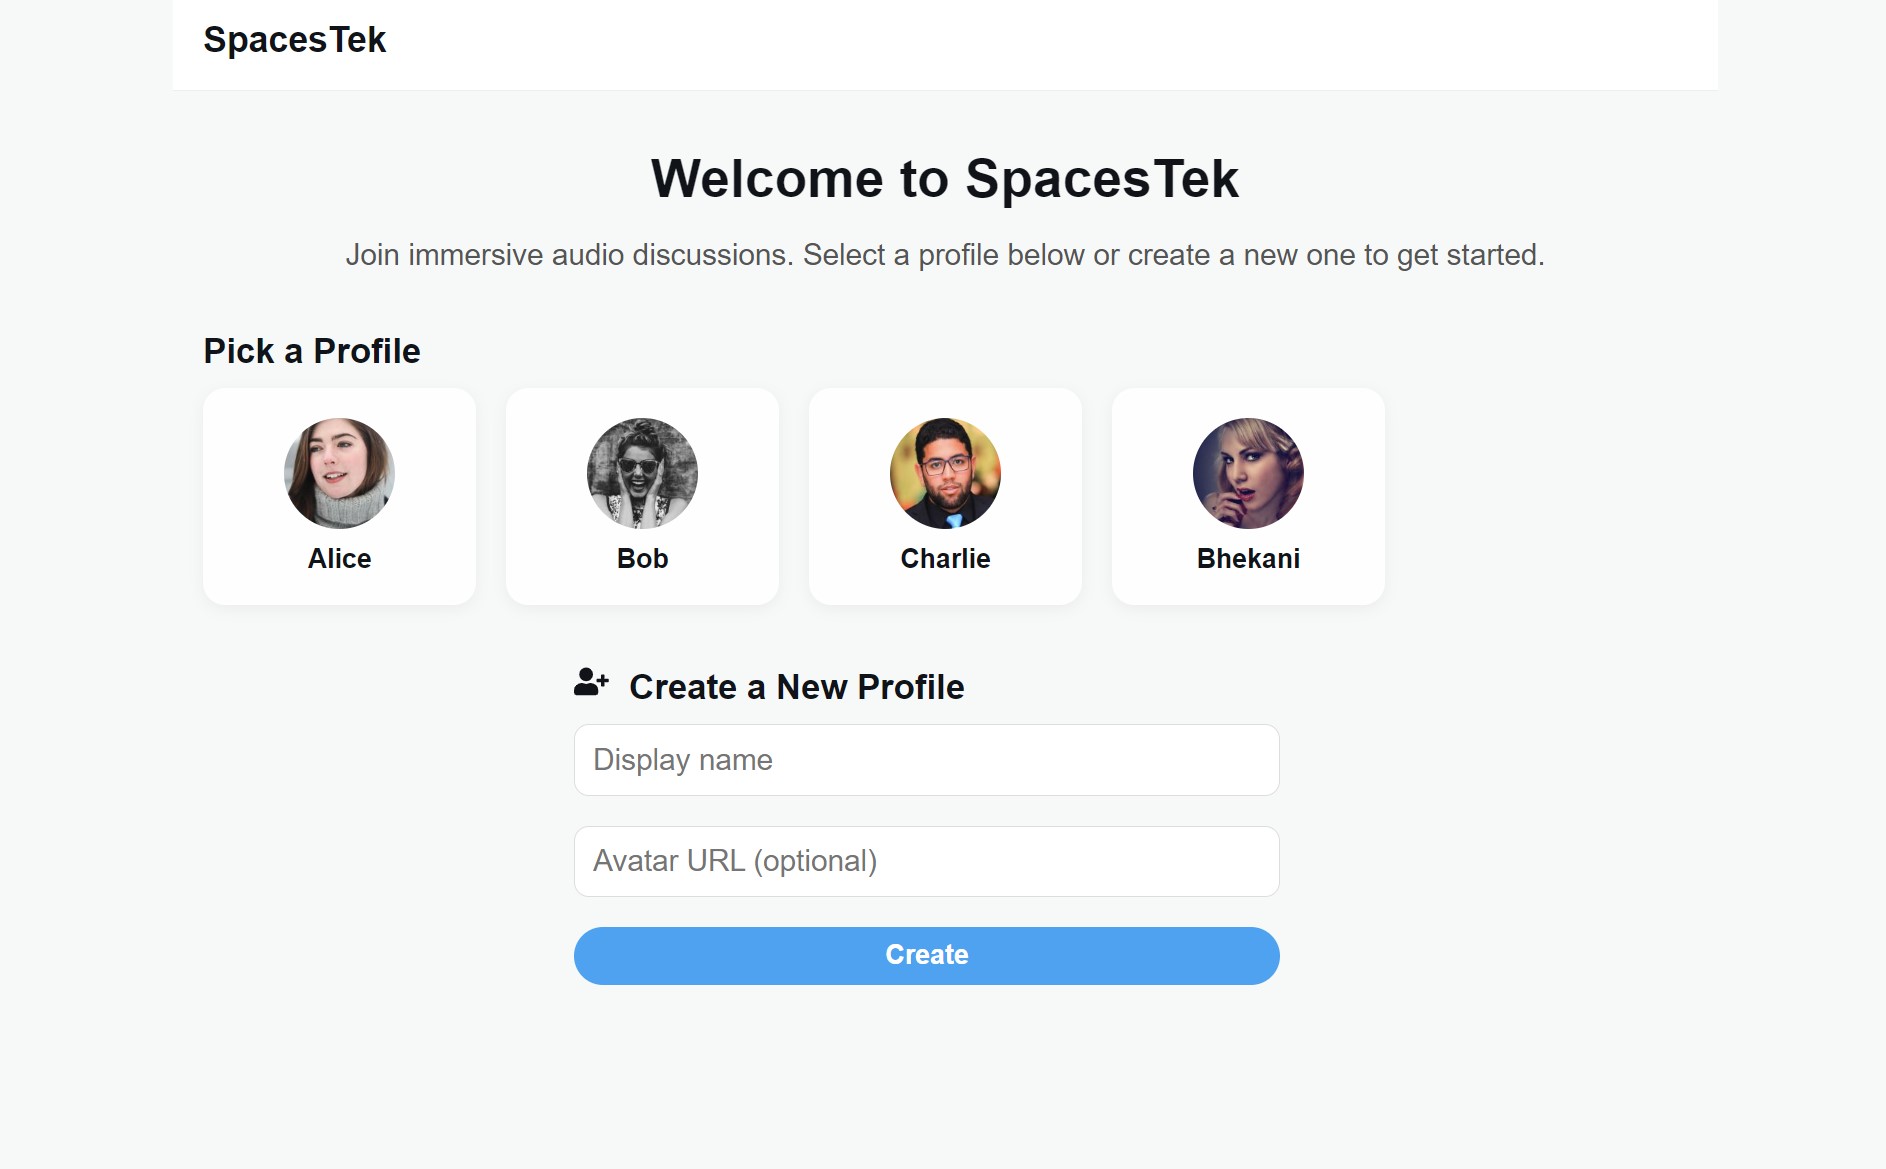 SpacesTek
Welcome to SpacesTek
Join immersive audio discussions. Select a profile below or create a new one to get started.
Pick a Profile
Alice
Bob
Charlie
Bhekani
Create a New Profile
Display name
Avatar URL (optional)
Create